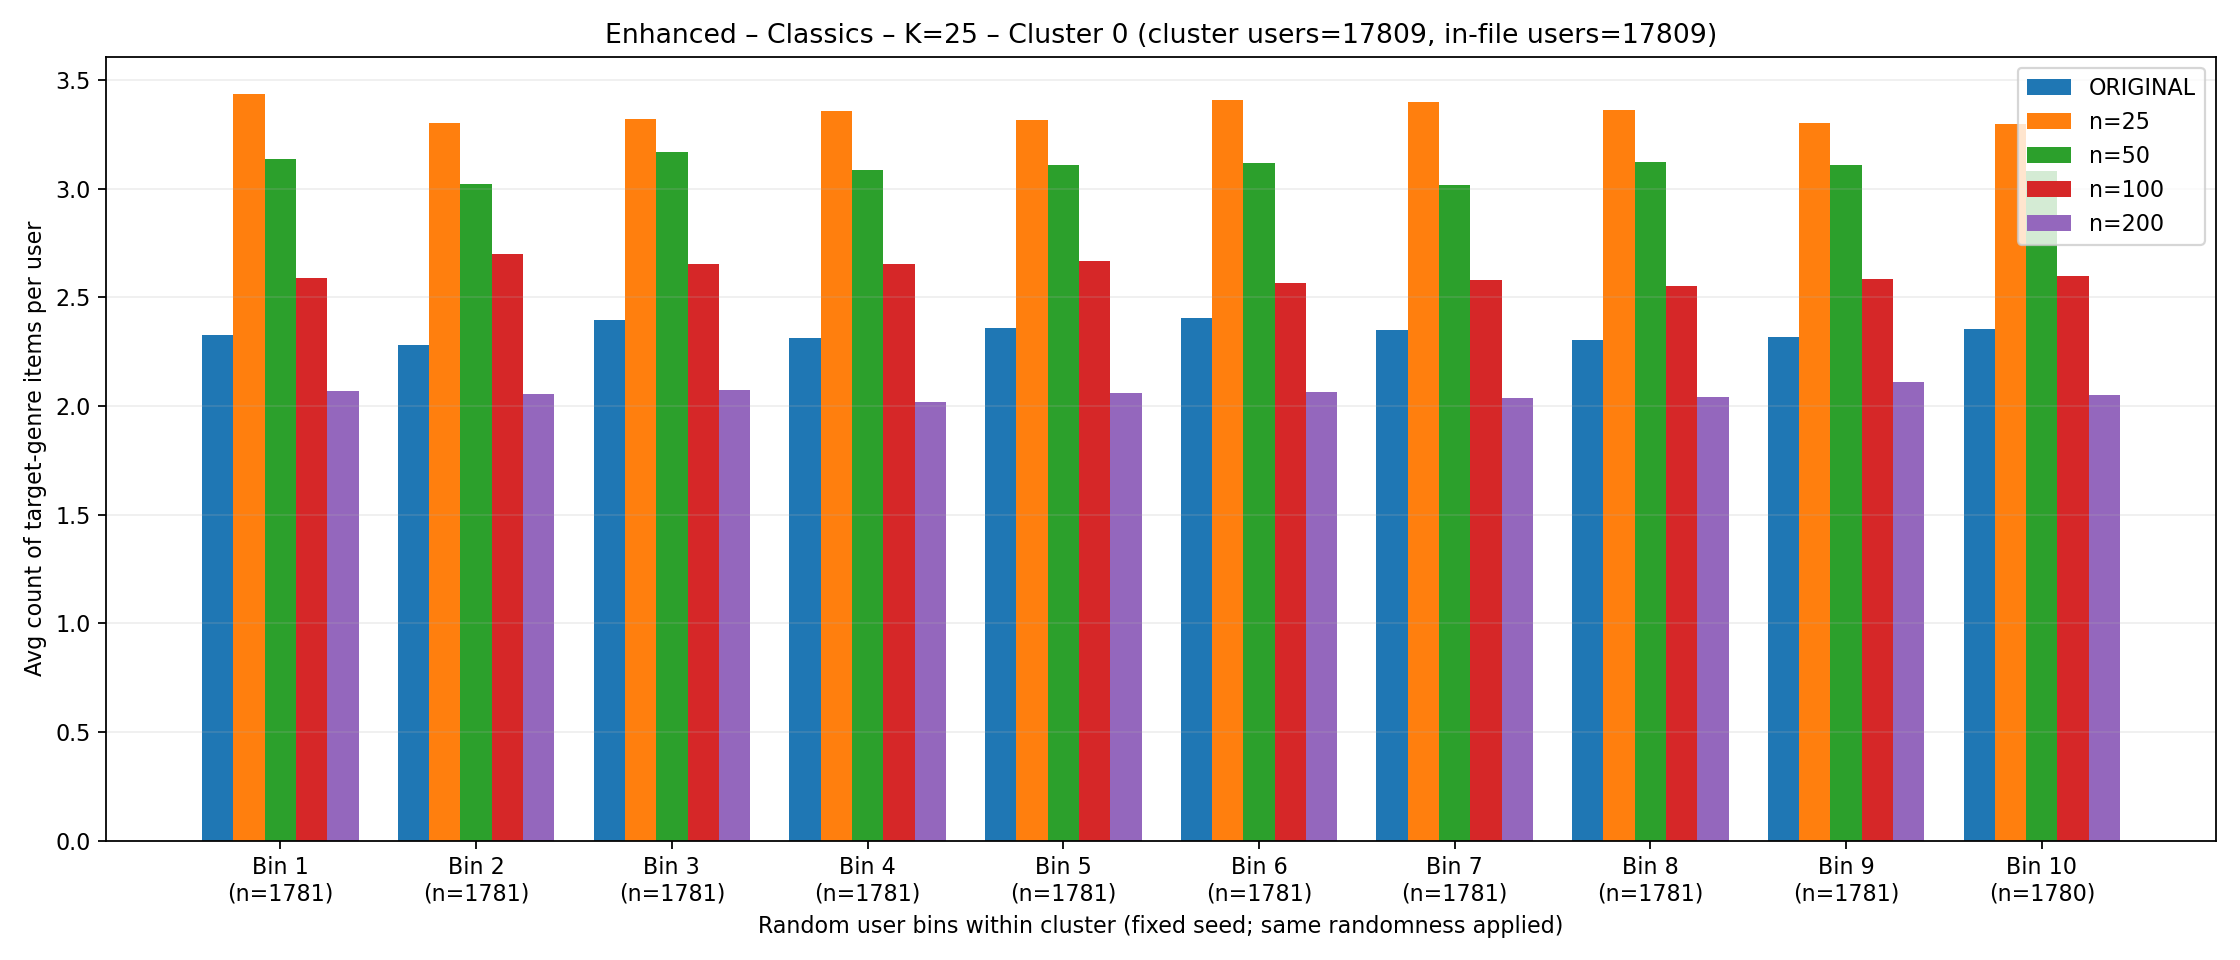 Enhanced – Classics – K=25 – Cluster 0 (cluster users=17809, in-file users=17809)
Avg count of target-genre items per user
3.5
3.0
2.5
2.0
1.5
1.0
0.5
0.0
ORIGINAL
n=25
n=50
n=100
n=200
Bin 1 Bin 2 Bin 3 Bin 4 Bin 5 Bin 6 Bin 7 Bin 8 Bin 9 Bin 10
(n=1781) (n=1781) (n=1781) (n=1781) (n=1781) (n=1781) (n=1781) (n=1781) (n=1781) (n=1780)
Random user bins within cluster (fixed seed; same randomness applied)